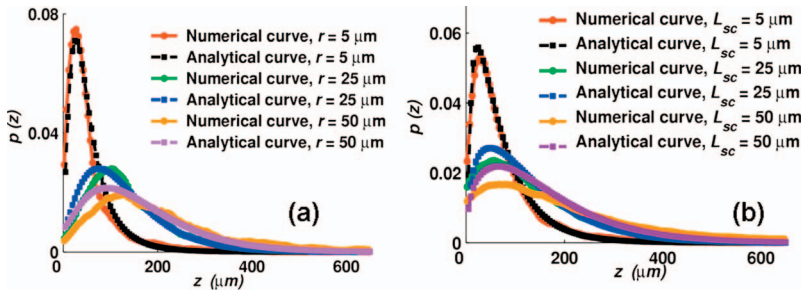 0.08
0.04
0
p (z)
Numerical curve, r = 5 μm
Analytical curve, r = 5 μm
Numerical curve, r = 25 μm
Analytical curve, r = 25 μm
Numerical curve, r = 50 μm
Analytical curve, r = 50 μm
(a)
0 200 400 600
z (μm)
0.06
0.04
0.02
0
p (z)
Numerical curve, Lsc = 5 μm
Analytical curve, Lsc = 5 μm
Numerical curve, Lsc = 25 μm
Analytical curve, Lsc = 25 μm
Numerical curve, Lsc = 50 μm
Analytical curve, Lsc = 50 μm
(b)
0 200 400 600
z (μm)